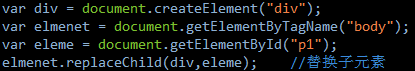 var div = document.createElement("div");
var elmenet = document.getElementByTagName("body");
var eleme = document.getElementById("p1");
elmenet.replaceChild(div,eleme);    //替换子元素